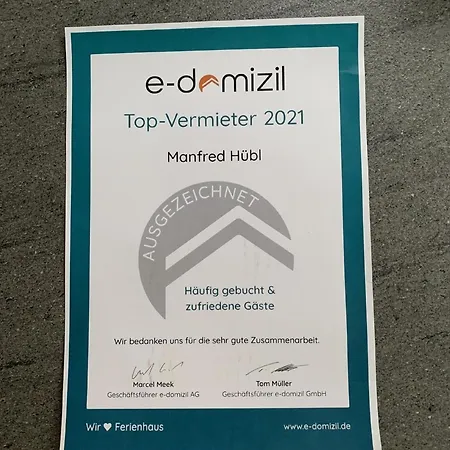 e-domizil
Top-Vermieter 2021
Manfred Hübl
AUSGEZEICHNET
Häufig gebucht &
zufriedene Gäste
Wir bedanken uns für die sehr gute Zusammenarbeit.
Marcel Meek
Geschäftsführer e-domizil AG
Tom Müller
Geschäftsführer e-domizil GmbH
Wir ♥ Ferienhaus
www.e-domizil.de